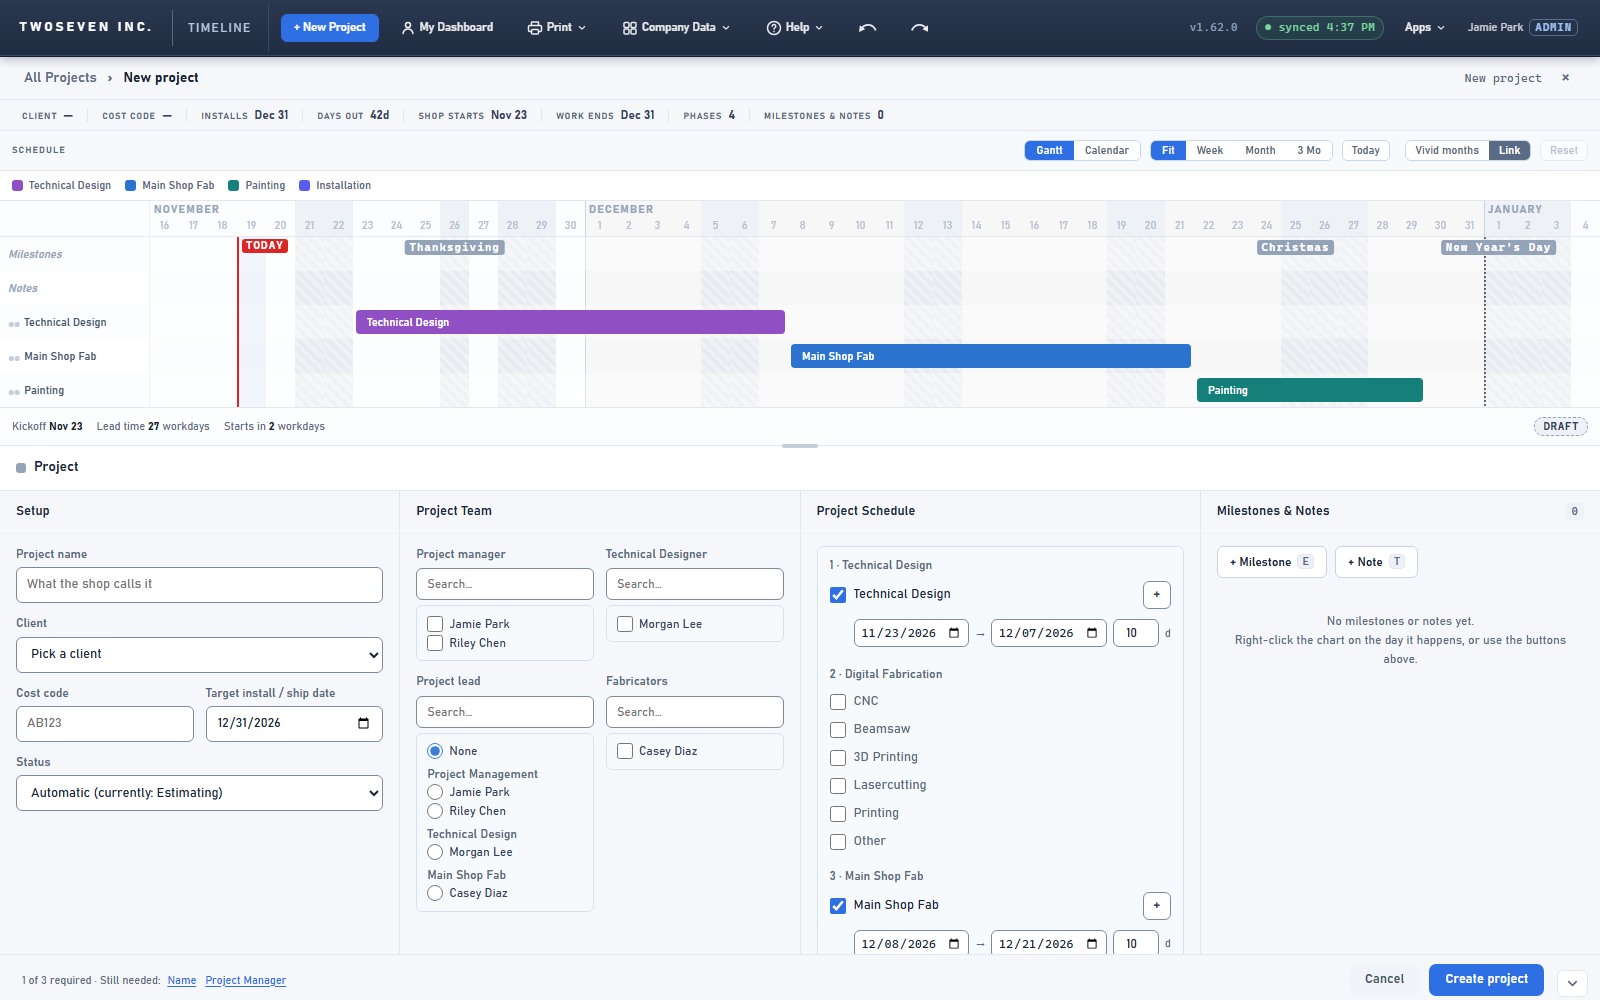 TWOSEVEN INC. TIMELINE + New Project My Dashboard Print Company Data Help v1.62.0 synced 4:37 PM Apps Jamie Park ADMIN
All Projects › New project New project ×
CLIENT — COST CODE — INSTALLS Dec 31 DAYS OUT 42d SHOP STARTS Nov 23 WORK ENDS Dec 31 PHASES 4 MILESTONES & NOTES 0
SCHEDULE Gantt Calendar Fit Week Month 3 Mo Today Vivid months Link Reset
Technical Design Main Shop Fab Painting Installation
NOVEMBER DECEMBER JANUARY
16 17 18 19 20 21 22 23 24 25 26 27 28 29 30 1 2 3 4 5 6 7 8 9 10 11 12 13 14 15 16 17 18 19 20 21 22 23 24 25 26 27 28 29 30 31 1 2 3 4
TODAY Thanksgiving Christmas New Year's Day
Milestones
Notes
Technical Design Technical Design
Main Shop Fab Main Shop Fab
Painting Painting
Kickoff Nov 23 Lead time 27 workdays Starts in 2 workdays DRAFT
Project
Setup
Project name
What the shop calls it
Client
Pick a client
Cost code Target install / ship date
AB123 12/31/2026
Status
Automatic (currently: Estimating)
Project Team
Project manager
Search...
Jamie Park
Riley Chen
Technical Designer
Search...
Morgan Lee
Project lead
Search...
None
Project Management
Jamie Park
Riley Chen
Technical Design
Morgan Lee
Main Shop Fab
Casey Diaz
Fabricators
Search...
Casey Diaz
Project Schedule
1 · Technical Design
Technical Design +
11/23/2026 → 12/07/2026 10 d
2 · Digital Fabrication
CNC
Beamsaw
3D Printing
Lasercutting
Printing
Other
3 · Main Shop Fab
Main Shop Fab +
12/08/2026 → 12/21/2026 10 d
Milestones & Notes 0
+ Milestone E + Note T
No milestones or notes yet.
Right-click the chart on the day it happens, or use the buttons
above.
1 of 3 required · Still needed: Name Project Manager Cancel Create project